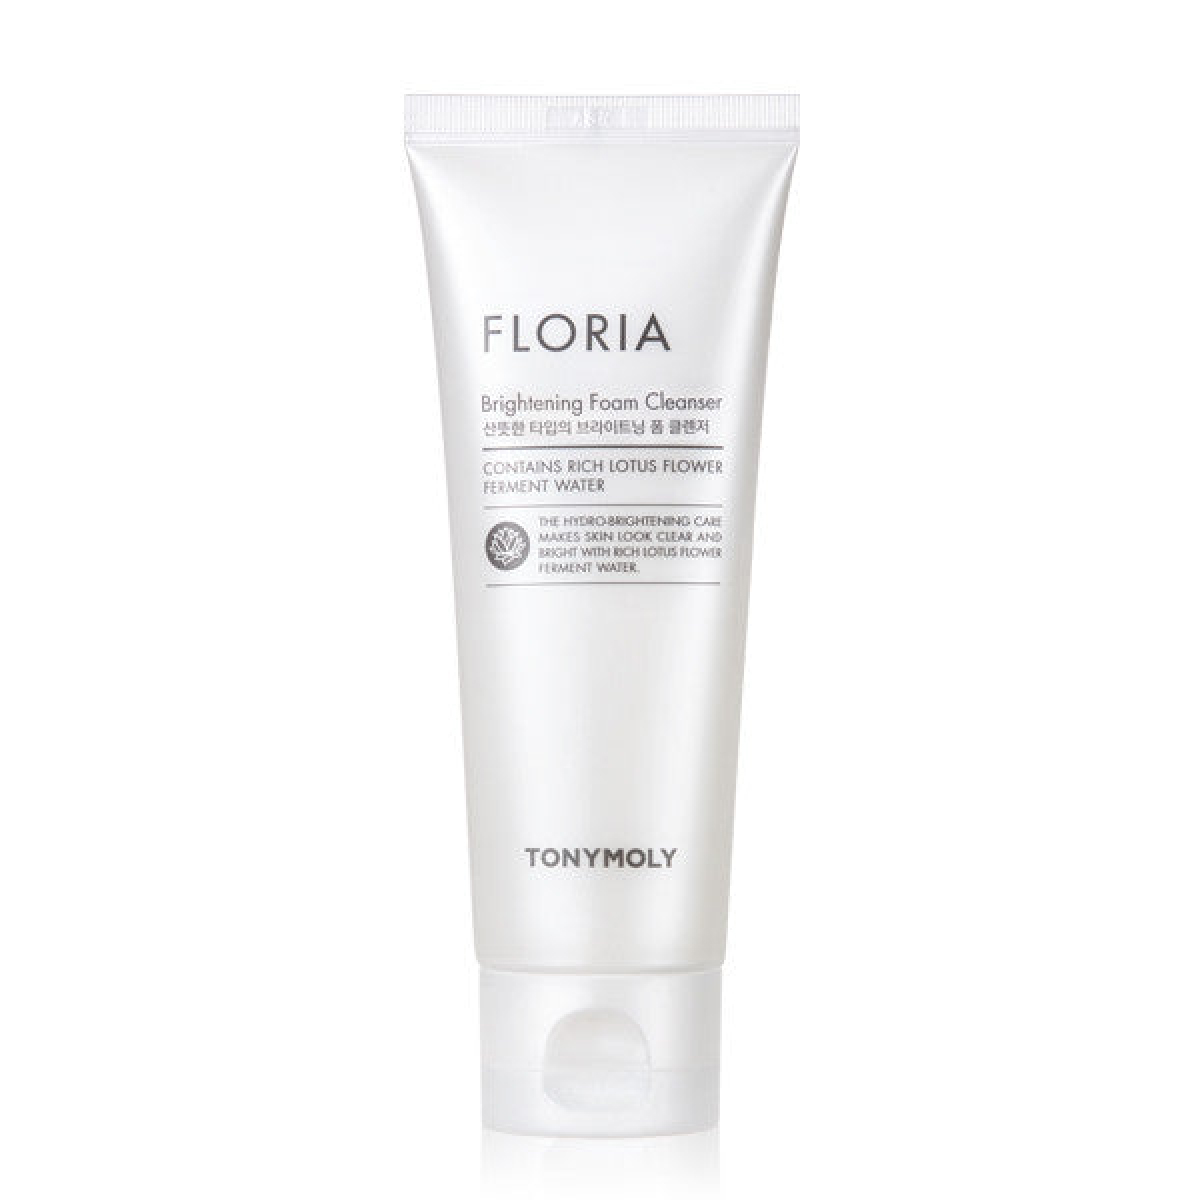 FLORIA
Brightening Foam Cleanser
산뜻한 타입의 브라이트닝 폼 클렌저
CONTAINS RICH LOTUS FLOWER
FERMENT WATER
THE HYDRO-BRIGHTENING CARE
MAKES SKIN LOOK CLEAR AND
BRIGHT WITH RICH LOTUS FLOWER
FERMENT WATER.
TONYMOLY